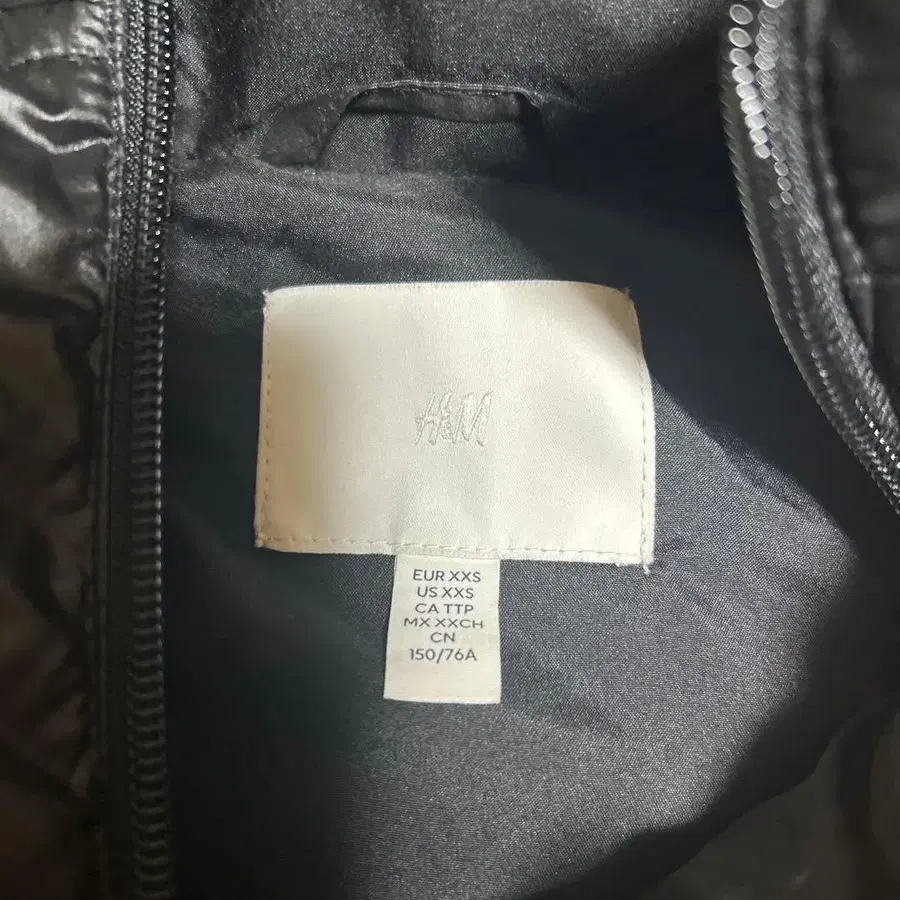 H&M
EUR XXS
US XXS
CA TTP
MX XXCH
CN
150/76A